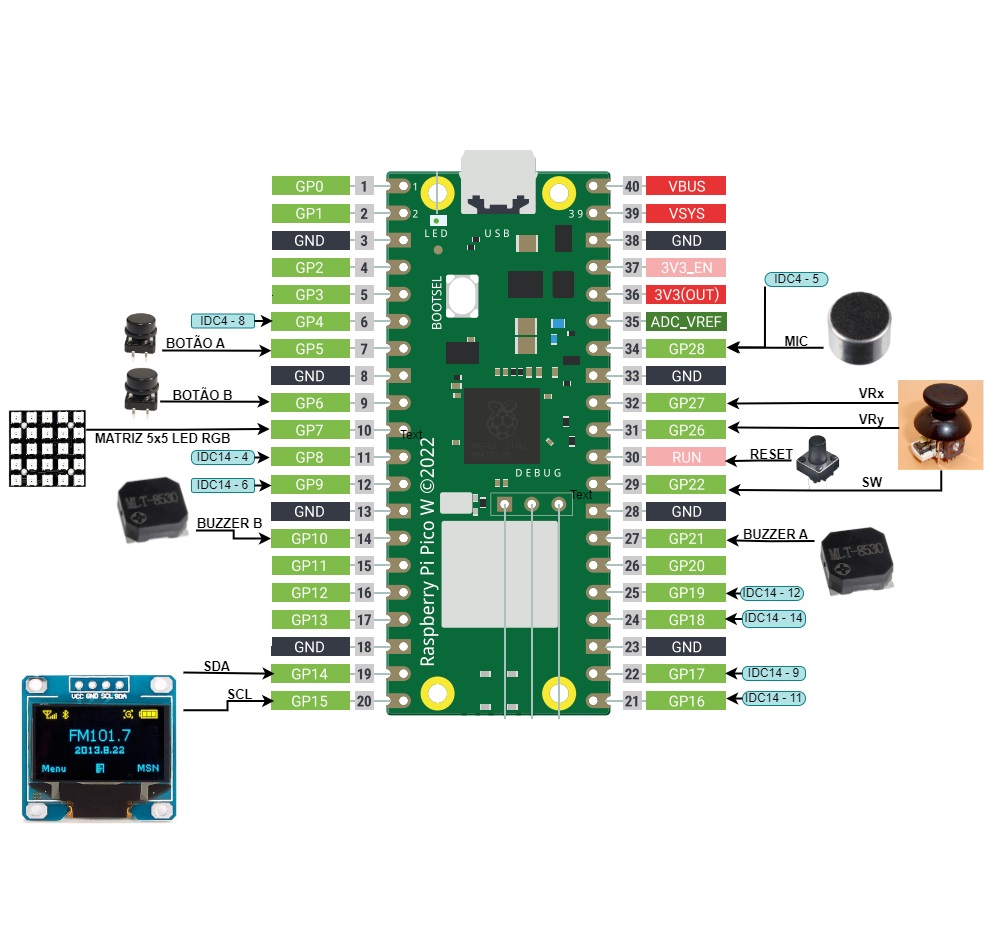 GP0 1
GP1 2
GND 3
GP2 4
GP3 5
IDC4 - 8 GP4 6
BOTÃO A GP5 7
GND 8
BOTÃO B GP6 9
MATRIZ 5x5 LED RGB GP7 10
IDC14 - 4 GP8 11
IDC14 - 6 GP9 12
MLT-8530
GND 13
BUZZER B GP10 14
GP11 15
GP12 16
GP13 17
GND 18
SDA GP14 19
SCL GP15 20
VCC GND SCL SDA
FM101.7
2013.8.22
Menu MSN
1
2
39
LED
USB
BOOTSEL
Text
DEBUG
Text
Raspberry Pi Pico W ©2022
40 VBUS
39 VSYS
38 GND
37 3V3_EN
36 3V3(OUT)
IDC4 - 5
35 ADC_VREF
34 GP28 MIC
33 GND
32 GP27 VRx
31 GP26 VRy
30 RUN RESET
29 GP22 SW
28 GND
27 GP21 BUZZER A
MLT-8530
26 GP20
25 GP19 IDC14 - 12
24 GP18 IDC14 - 14
23 GND
22 GP17 IDC14 - 9
21 GP16 IDC14 - 11